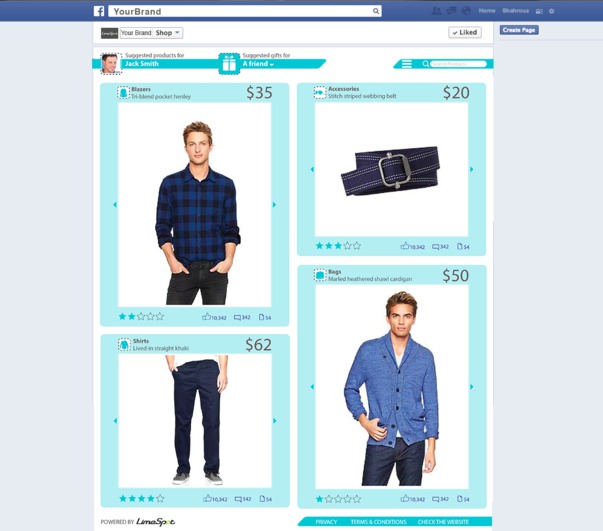 YourBrand
Home Shahrouz
LimeSpot Your Brand Shop Liked
Create Page
Suggested products for
Jack Smith
Suggested gifts for
A friend
Blazers
Tri-blend pocket henley
$35
10,342 342 54
Accessories
Stitch striped webbing belt
$20
10,342 342 54
Shirts
Lived-in straight khaki
$62
10,342 342 54
Bags
Marled heathered shawl cardigan
$50
10,342 342 54
POWERED BY LimeSpot
PRIVACY TERMS & CONDITIONS CHECK THE WEBSITE